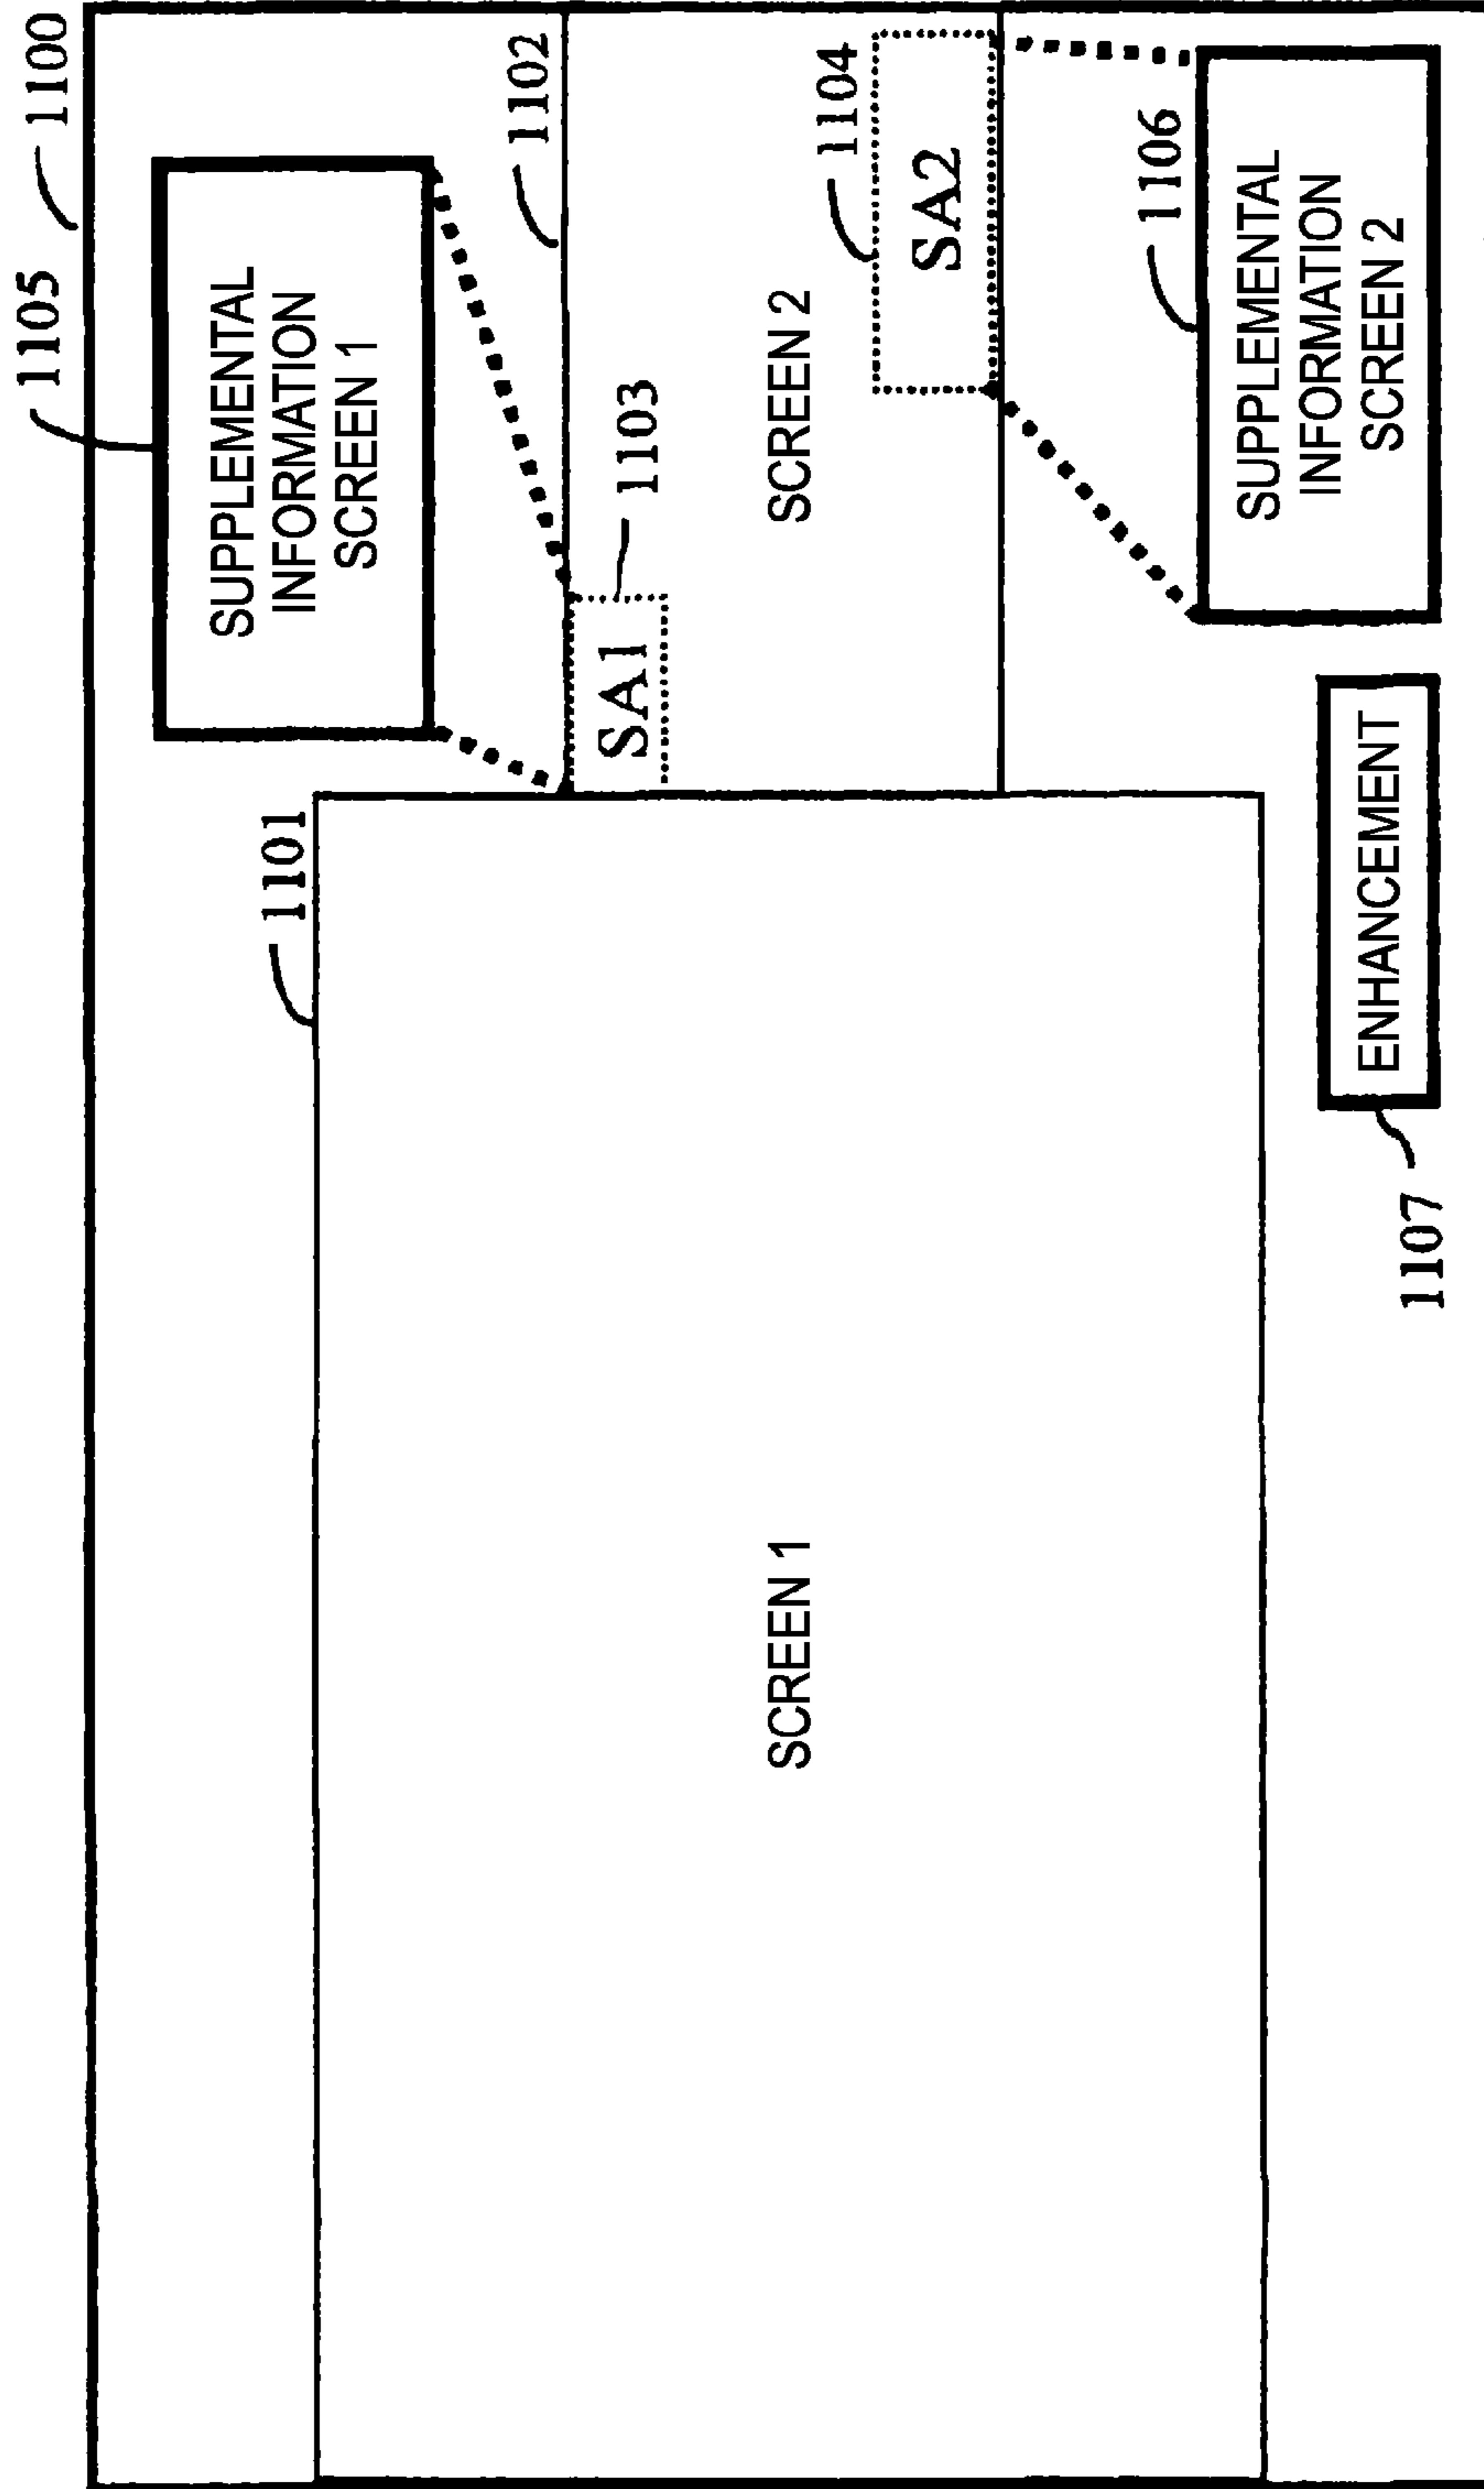 1100
1105
SUPPLEMENTAL
INFORMATION
SCREEN 1
1101
1102
SCREEN 1
SA1
1103
SCREEN 2
1104
SA2
1106
SUPPLEMENTAL
INFORMATION
SCREEN 2
ENHANCEMENT
1107